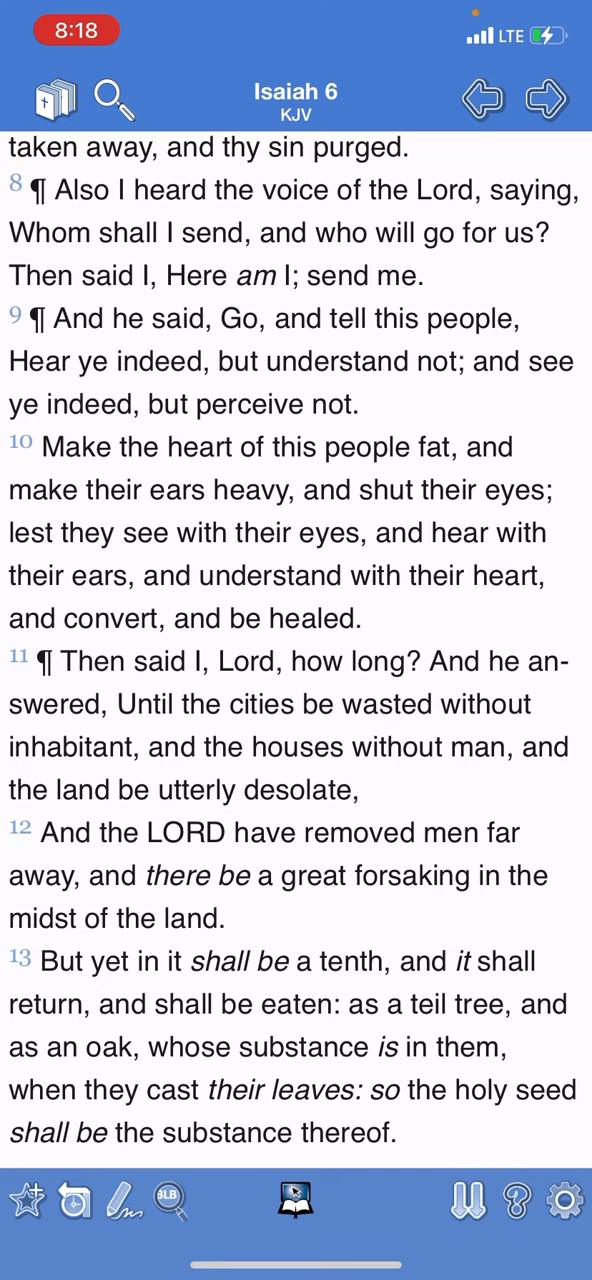 8:18
LTE
Isaiah 6
KJV
taken away, and thy sin purged.
8 ¶ Also I heard the voice of the Lord, saying,
Whom shall I send, and who will go for us?
Then said I, Here am I; send me.
9 ¶ And he said, Go, and tell this people,
Hear ye indeed, but understand not; and see
ye indeed, but perceive not.
10 Make the heart of this people fat, and
make their ears heavy, and shut their eyes;
lest they see with their eyes, and hear with
their ears, and understand with their heart,
and convert, and be healed.
11 ¶ Then said I, Lord, how long? And he an-
swered, Until the cities be wasted without
inhabitant, and the houses without man, and
the land be utterly desolate,
12 And the LORD have removed men far
away, and there be a great forsaking in the
midst of the land.
13 But yet in it shall be a tenth, and it shall
return, and shall be eaten: as a teil tree, and
as an oak, whose substance is in them,
when they cast their leaves: so the holy seed
shall be the substance thereof.
BLB